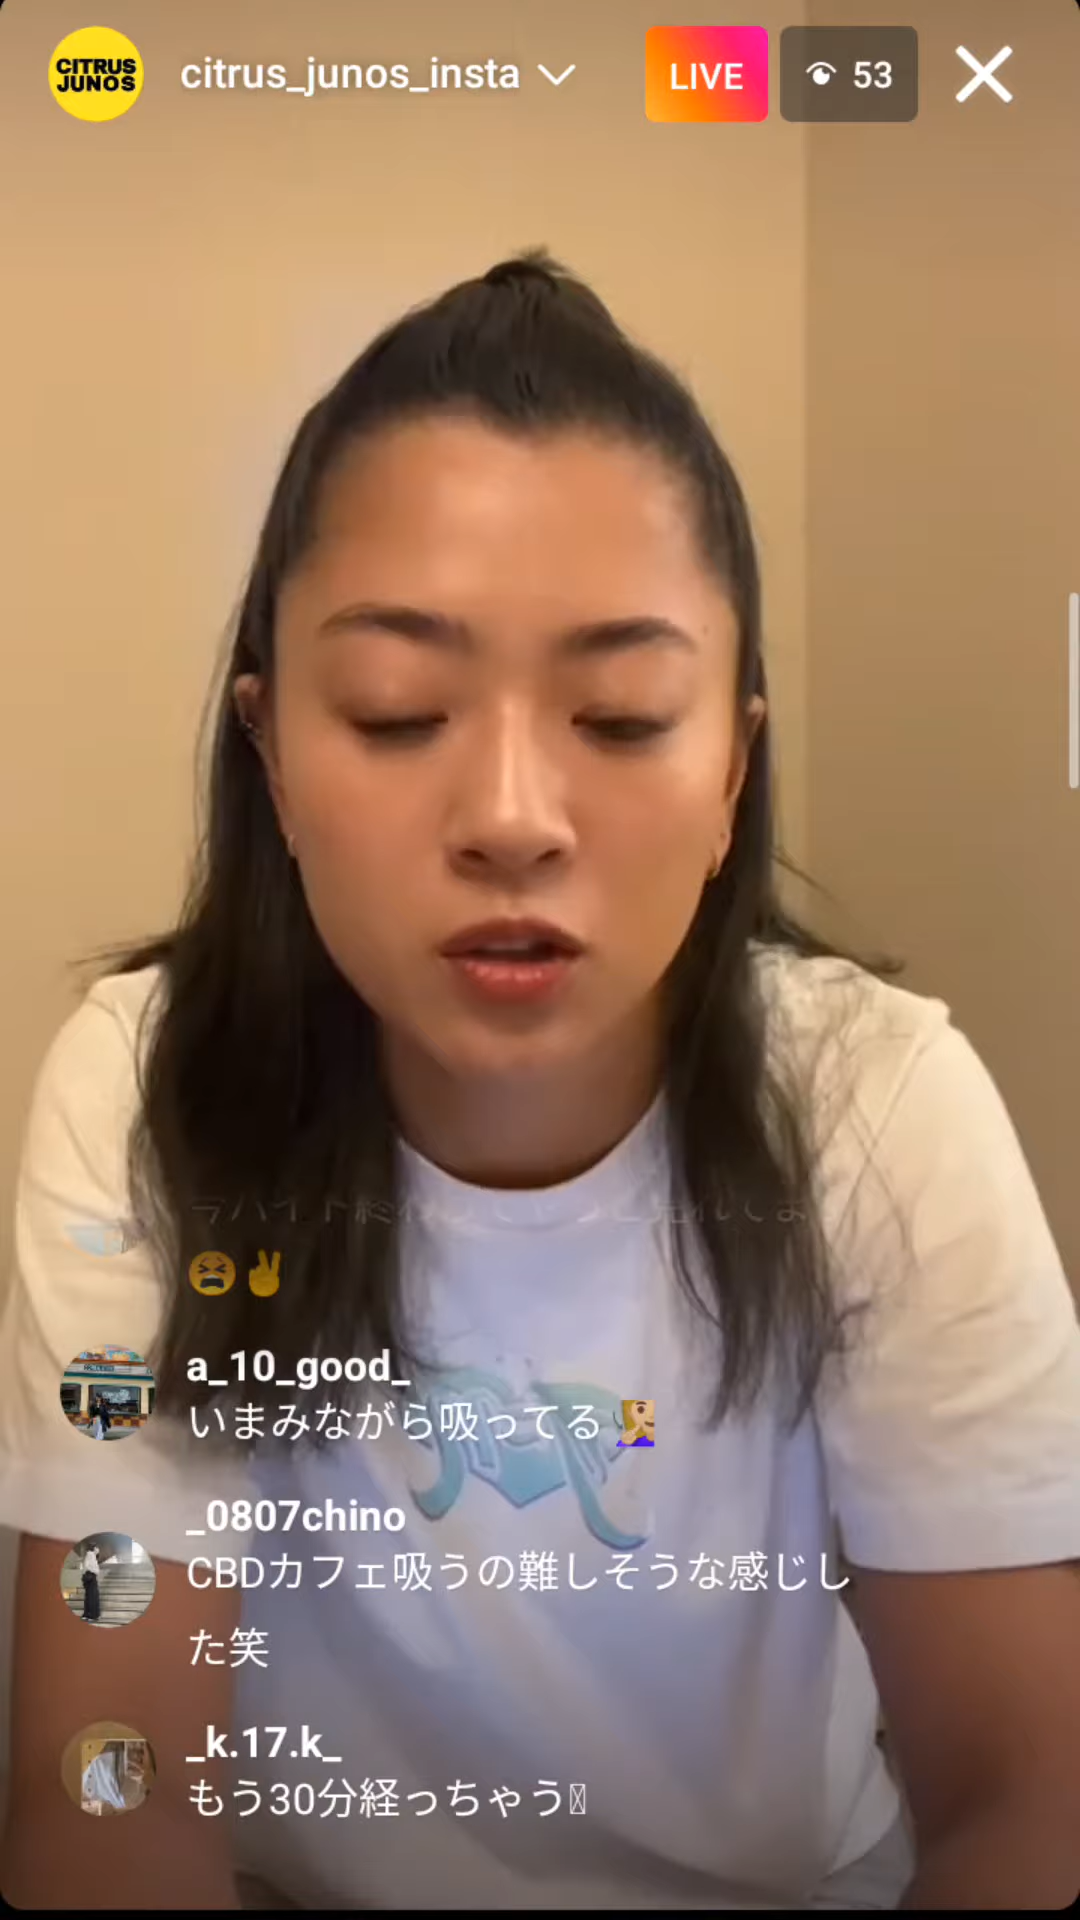 CITRUS
JUNOS
citrus_junos_insta
LIVE
53
😫✌
a_10_good_
いまみながら吸ってる
_0807chino
CBDカフェ吸うの難しそうな感じし
た笑
_k.17.k_
もう30分経っちゃう